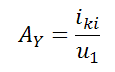 A_Y = i_ki / u_1